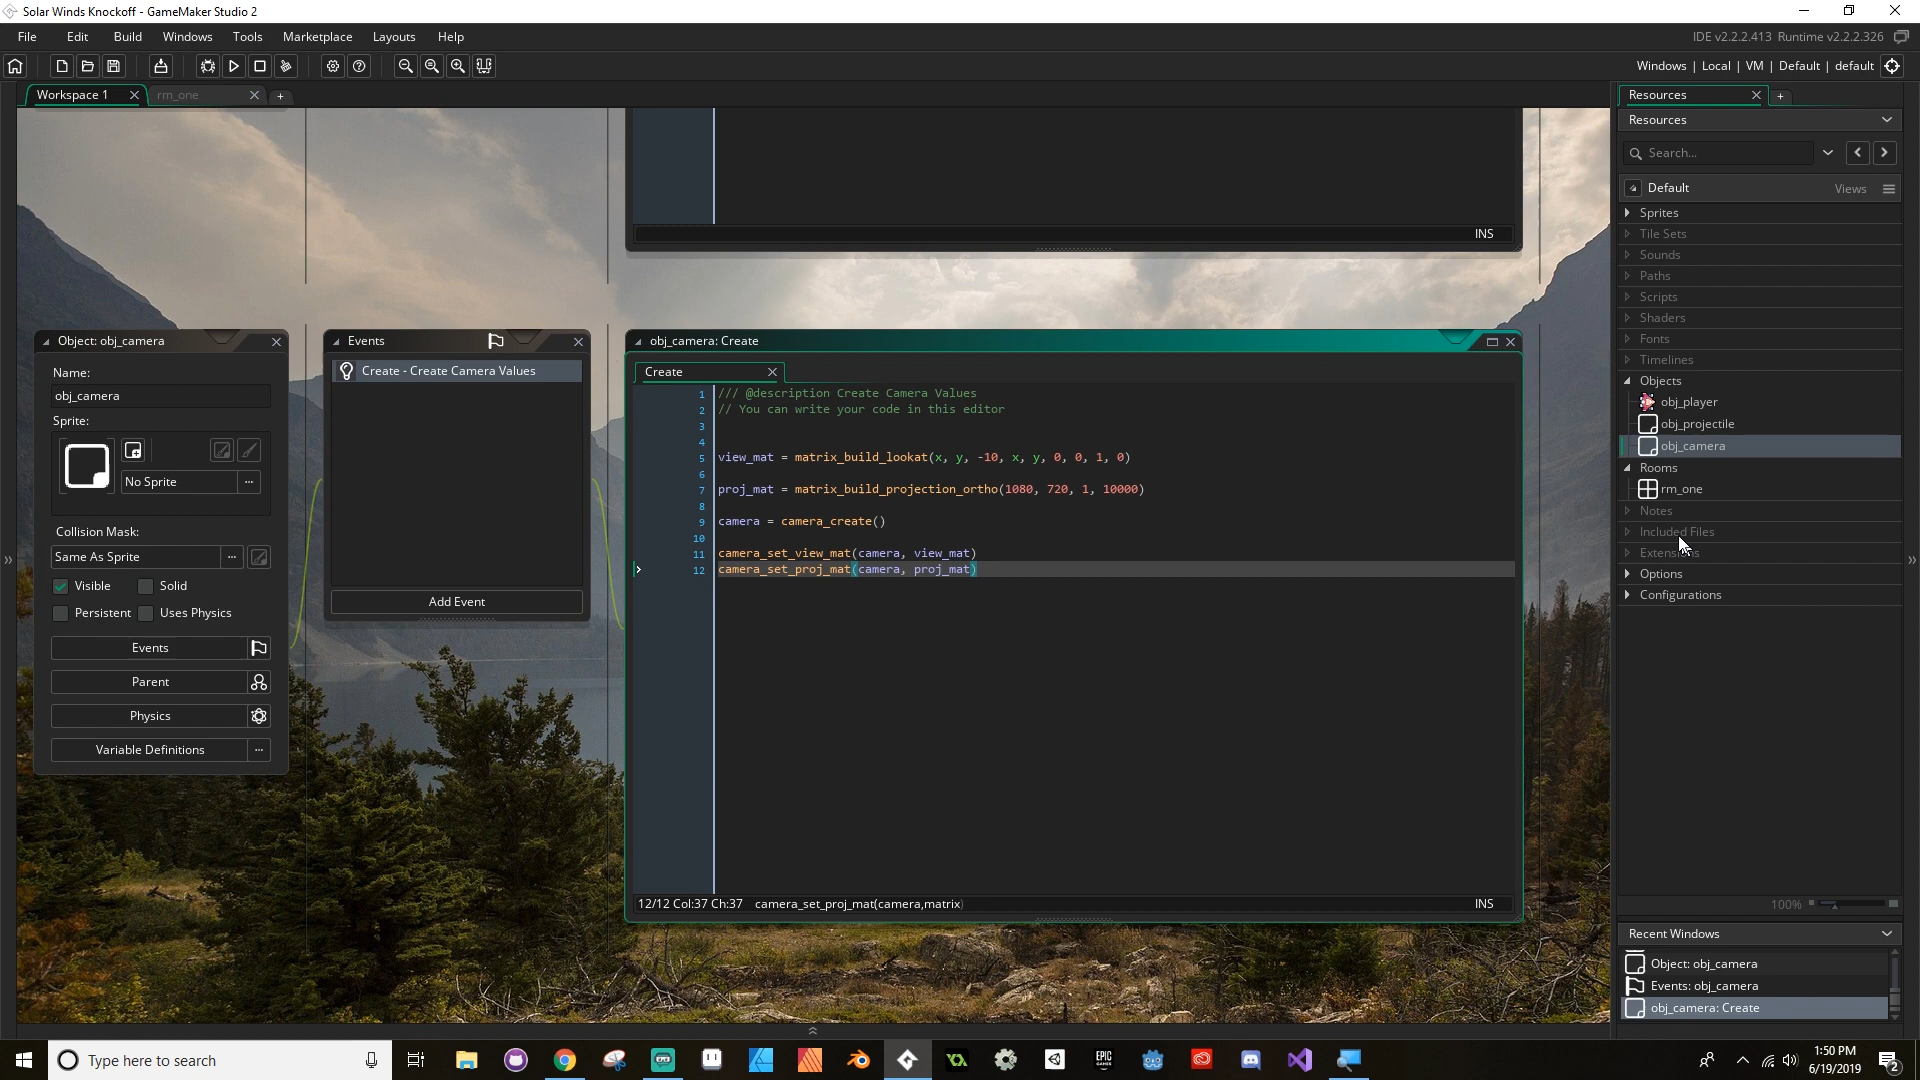 Solar Winds Knockoff - GameMaker Studio 2
File Edit Build Windows Tools Marketplace Layouts Help
IDE v2.2.2.413 Runtime v2.2.2.326
Windows | Local | VM | Default | default
Workspace 1
rm_one
INS
Object: obj_camera
Name:
obj_camera
Sprite:
No Sprite
Collision Mask:
Same As Sprite
Visible
Solid
Persistent
Uses Physics
Events
Parent
Physics
Variable Definitions
Events
Create - Create Camera Values
Add Event
obj_camera: Create
Create
1 /// @description Create Camera Values
2 // You can write your code in this editor
3
4
5 view_mat = matrix_build_lookat(x, y, -10, x, y, 0, 0, 1, 0)
6
7 proj_mat = matrix_build_projection_ortho(1080, 720, 1, 10000)
8
9 camera = camera_create()
10
11 camera_set_view_mat(camera, view_mat)
12 camera_set_proj_mat(camera, proj_mat)
12/12 Col:37 Ch:37 camera_set_proj_mat(camera,matrix)
INS
Resources
Resources
Search...
Default
Views
Sprites
Tile Sets
Sounds
Paths
Scripts
Shaders
Fonts
Timelines
Objects
obj_player
obj_projectile
obj_camera
Rooms
rm_one
Notes
Included Files
Extensions
Options
Configurations
100%
Recent Windows
Object: obj_camera
Events: obj_camera
obj_camera: Create
Type here to search
EPIC GAMES
1:50 PM
6/19/2019
2